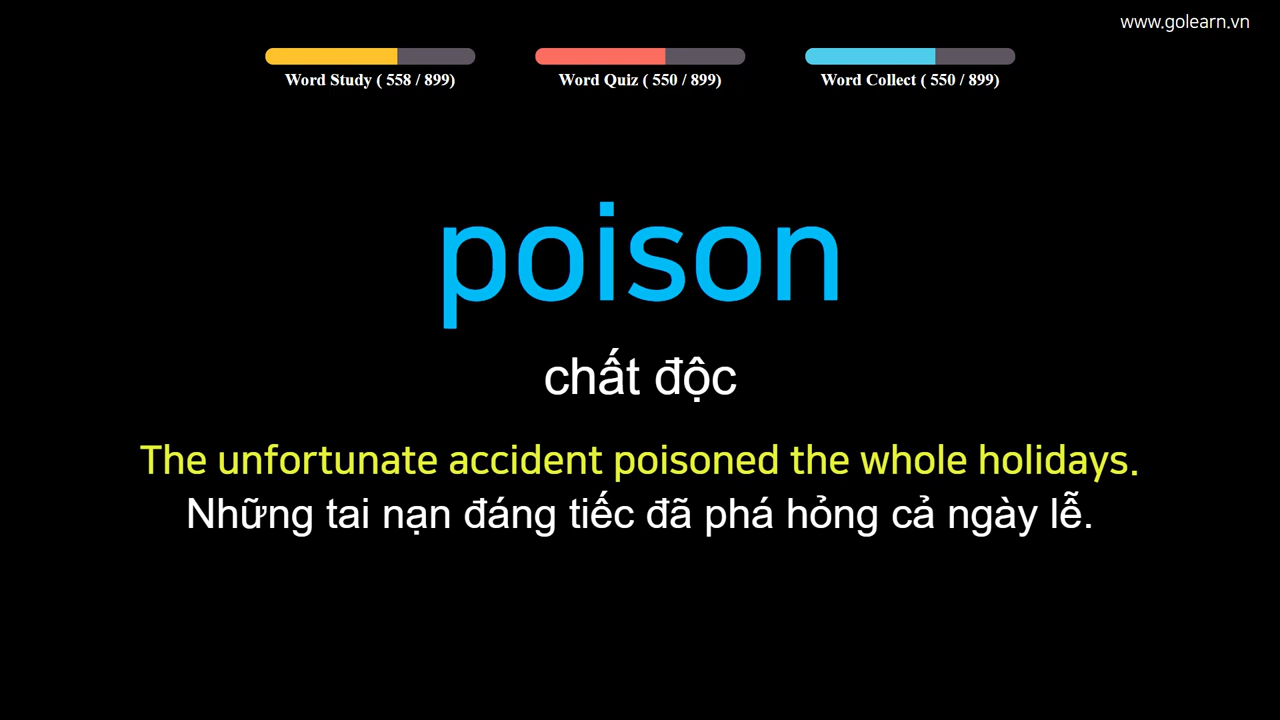 www.golearn.vn
Word Study ( 558 / 899)
Word Quiz ( 550 / 899)
Word Collect ( 550 / 899)
poison
chất độc
The unfortunate accident poisoned the whole holidays.
Những tai nạn đáng tiếc đã phá hỏng cả ngày lễ.